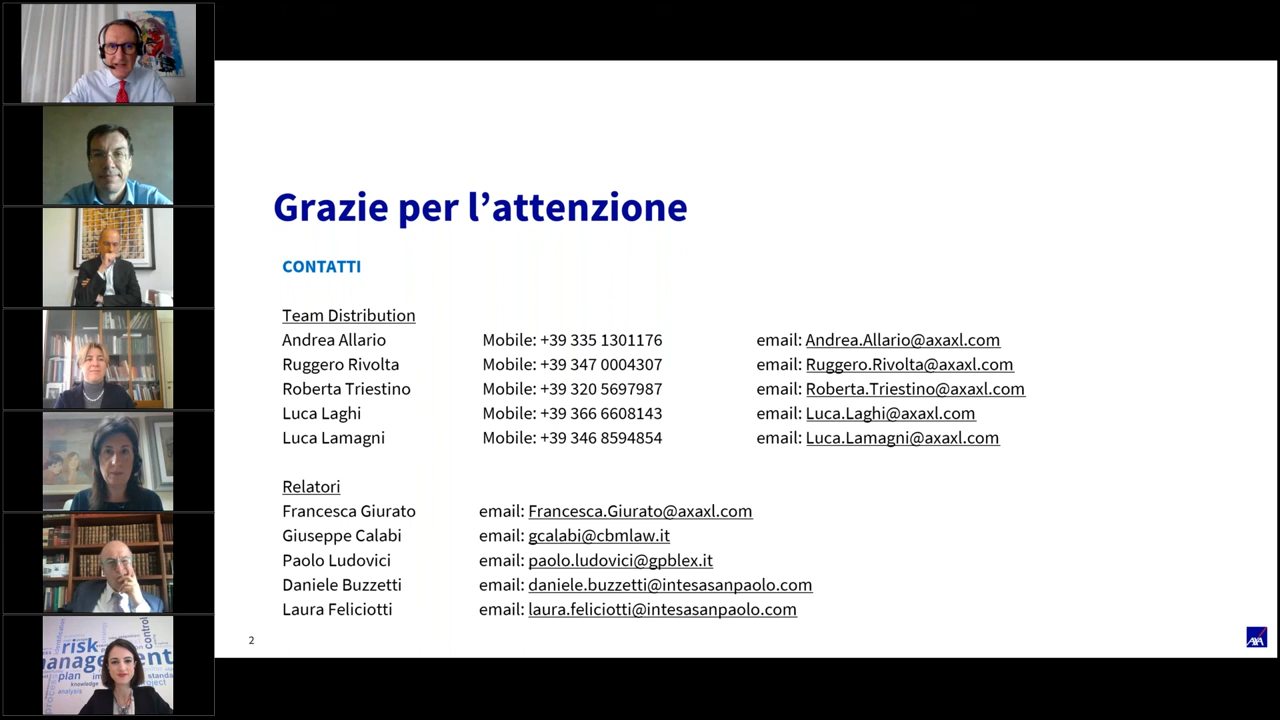 Grazie per l’attenzione
CONTATTI
Team Distribution
Andrea Allario Mobile: +39 335 1301176 email: Andrea.Allario@axaxl.com
Ruggero Rivolta Mobile: +39 347 0004307 email: Ruggero.Rivolta@axaxl.com
Roberta Triestino Mobile: +39 320 5697987 email: Roberta.Triestino@axaxl.com
Luca Laghi Mobile: +39 366 6608143 email: Luca.Laghi@axaxl.com
Luca Lamagni Mobile: +39 346 8594854 email: Luca.Lamagni@axaxl.com
Relatori
Francesca Giurato email: Francesca.Giurato@axaxl.com
Giuseppe Calabi email: gcalabi@cbmlaw.it
Paolo Ludovici email: paolo.ludovici@gpblex.it
Daniele Buzzetti email: daniele.buzzetti@intesasanpaolo.com
Laura Feliciotti email: laura.feliciotti@intesasanpaolo.com
2
AXA
control
risk
plan
knowledge
analysis